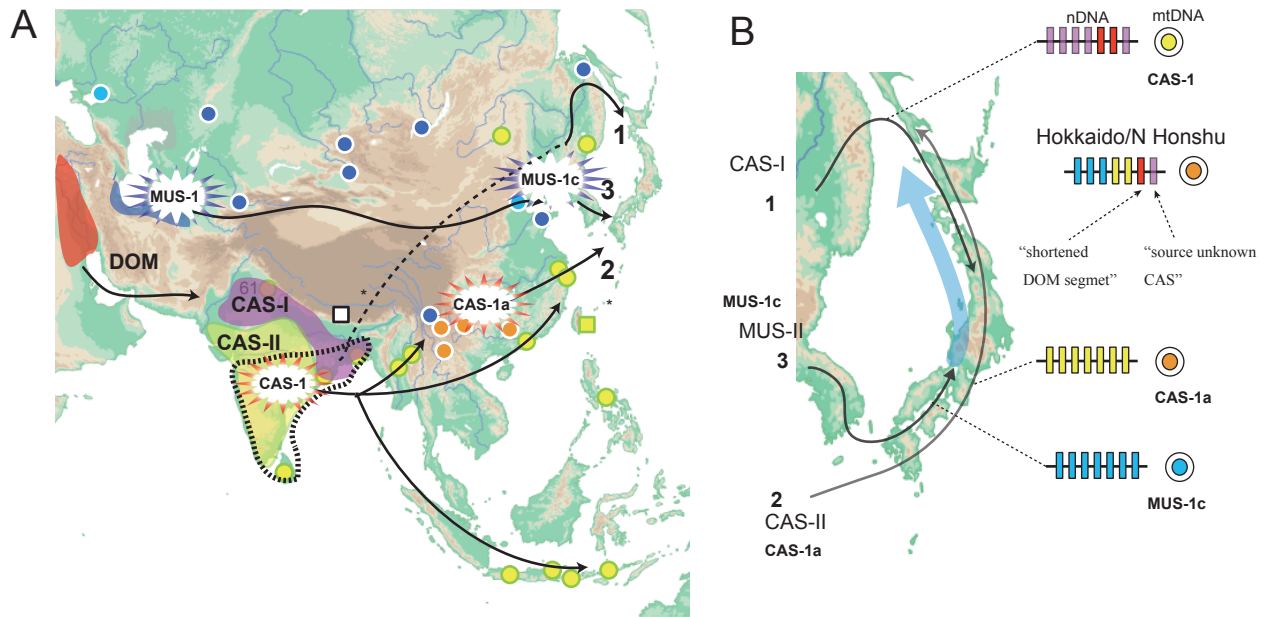 A
MUS-1
MUS-1c
1
3
DOM
2
61
CAS-I
*
CAS-1a
*
CAS-II
CAS-1
B
nDNA
mtDNA
CAS-1
Hokkaido/N Honshu
CAS-I
1
“shortened
DOM segmet”
“source unknown
CAS”
MUS-1c
MUS-II
3
CAS-1a
MUS-1c
2
CAS-II
CAS-1a